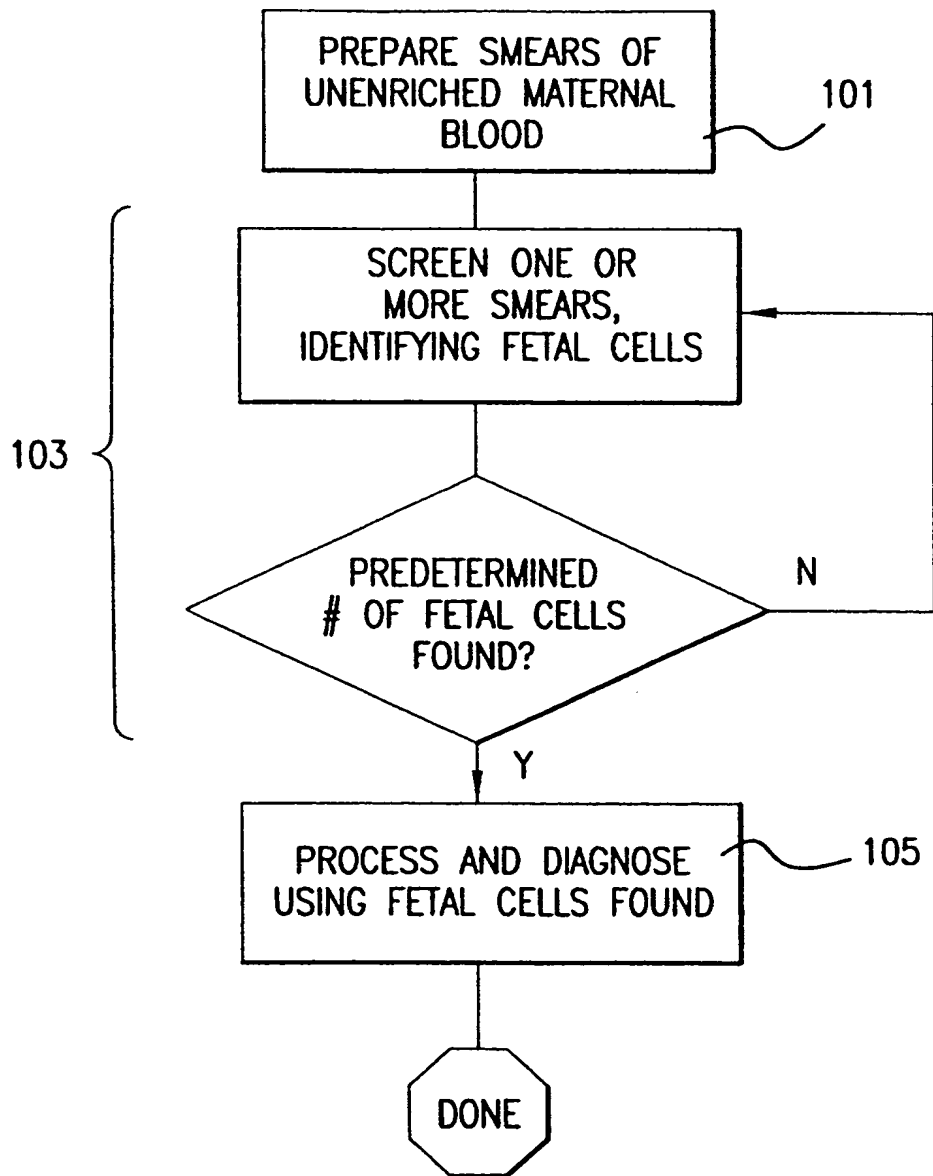 PREPARE SMEARS OF
UNENRICHED MATERNAL
BLOOD
101
SCREEN ONE OR
MORE SMEARS,
IDENTIFYING FETAL CELLS
103
PREDETERMINED
# OF FETAL CELLS
FOUND?
N
Y
PROCESS AND DIAGNOSE
USING FETAL CELLS FOUND
105
DONE